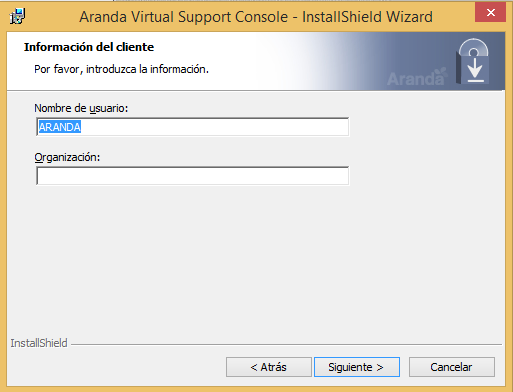 Aranda Virtual Support Console - InstallShield Wizard
Información del cliente
Por favor, introduzca la información.
Aranda
Nombre de usuario:
ARANDA
Organización:
InstallShield
< Atrás
Siguiente >
Cancelar